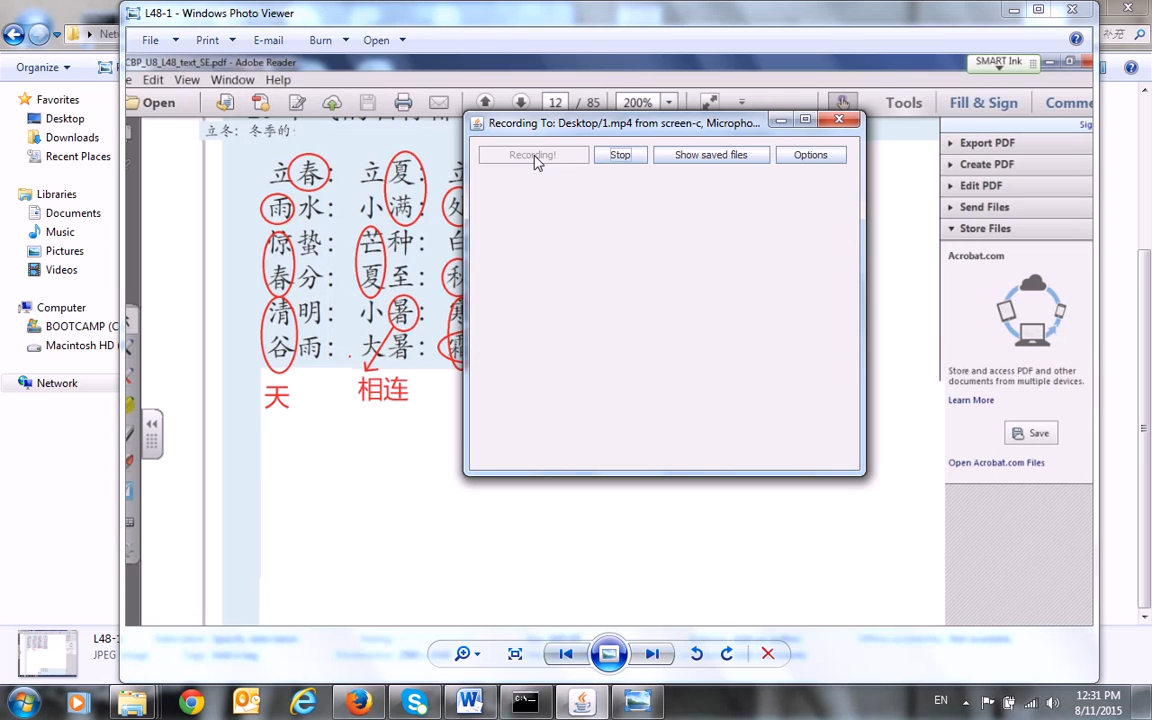 L48-1 - Windows Photo Viewer
File Print E-mail Burn Open
Organize
Favorites
Desktop
Downloads
Recent Places
Libraries
Documents
Music
Pictures
Videos
Computer
BOOTCAMP (C
Macintosh HD (
Network
CBP_U8_L48_text_SE.pdf - Adobe Reader
SMART Ink
Edit View Window Help
Open 12 / 85 200% Tools Fill & Sign Comme
Sig
立冬：冬季的
立春： 立夏：
雨水： 小满：
惊蛰： 芒种：
春分： 夏至：
清明： 小暑：
谷雨： 大暑：
天 相连
Recording To: Desktop/1.mp4 from screen-c, Micropho...
Recording! Stop Show saved files Options
Export PDF
Create PDF
Edit PDF
Send Files
Store Files
Acrobat.com
Store and access PDF and other
documents from multiple devices.
Learn More
Save
Open Acrobat.com Files
L48-1
JPEG
EN
12:31 PM
8/11/2015